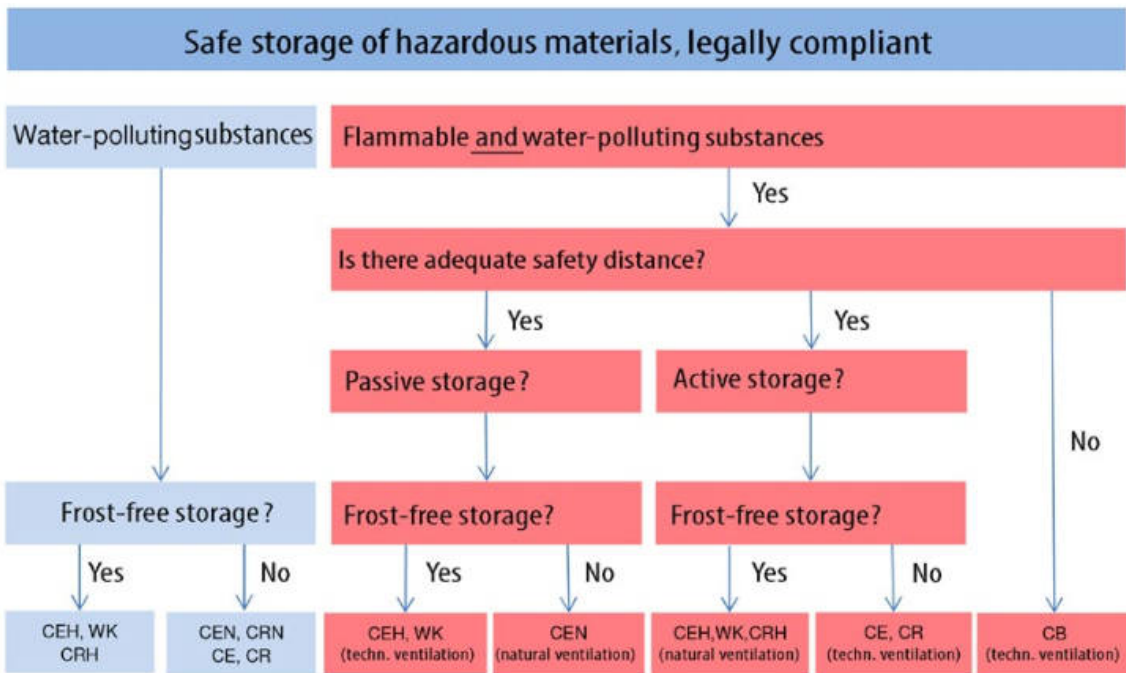 Safe storage of hazardous materials, legally compliant
Water-polluting substances
Flammable and water-polluting substances
Yes
Is there adequate safety distance?
Yes
Yes
Passive storage?
Active storage?
No
Frost-free storage?
Frost-free storage?
Frost-free storage?
Yes
No
Yes
No
Yes
No
CEH, WK
CRH
CEN, CRN
CE, CR
CEH, WK
(techn. ventilation)
CEN
(natural ventilation)
CEH,WK,CRH
(natural ventilation)
CE, CR
(techn. ventilation)
CB
(techn. ventilation)